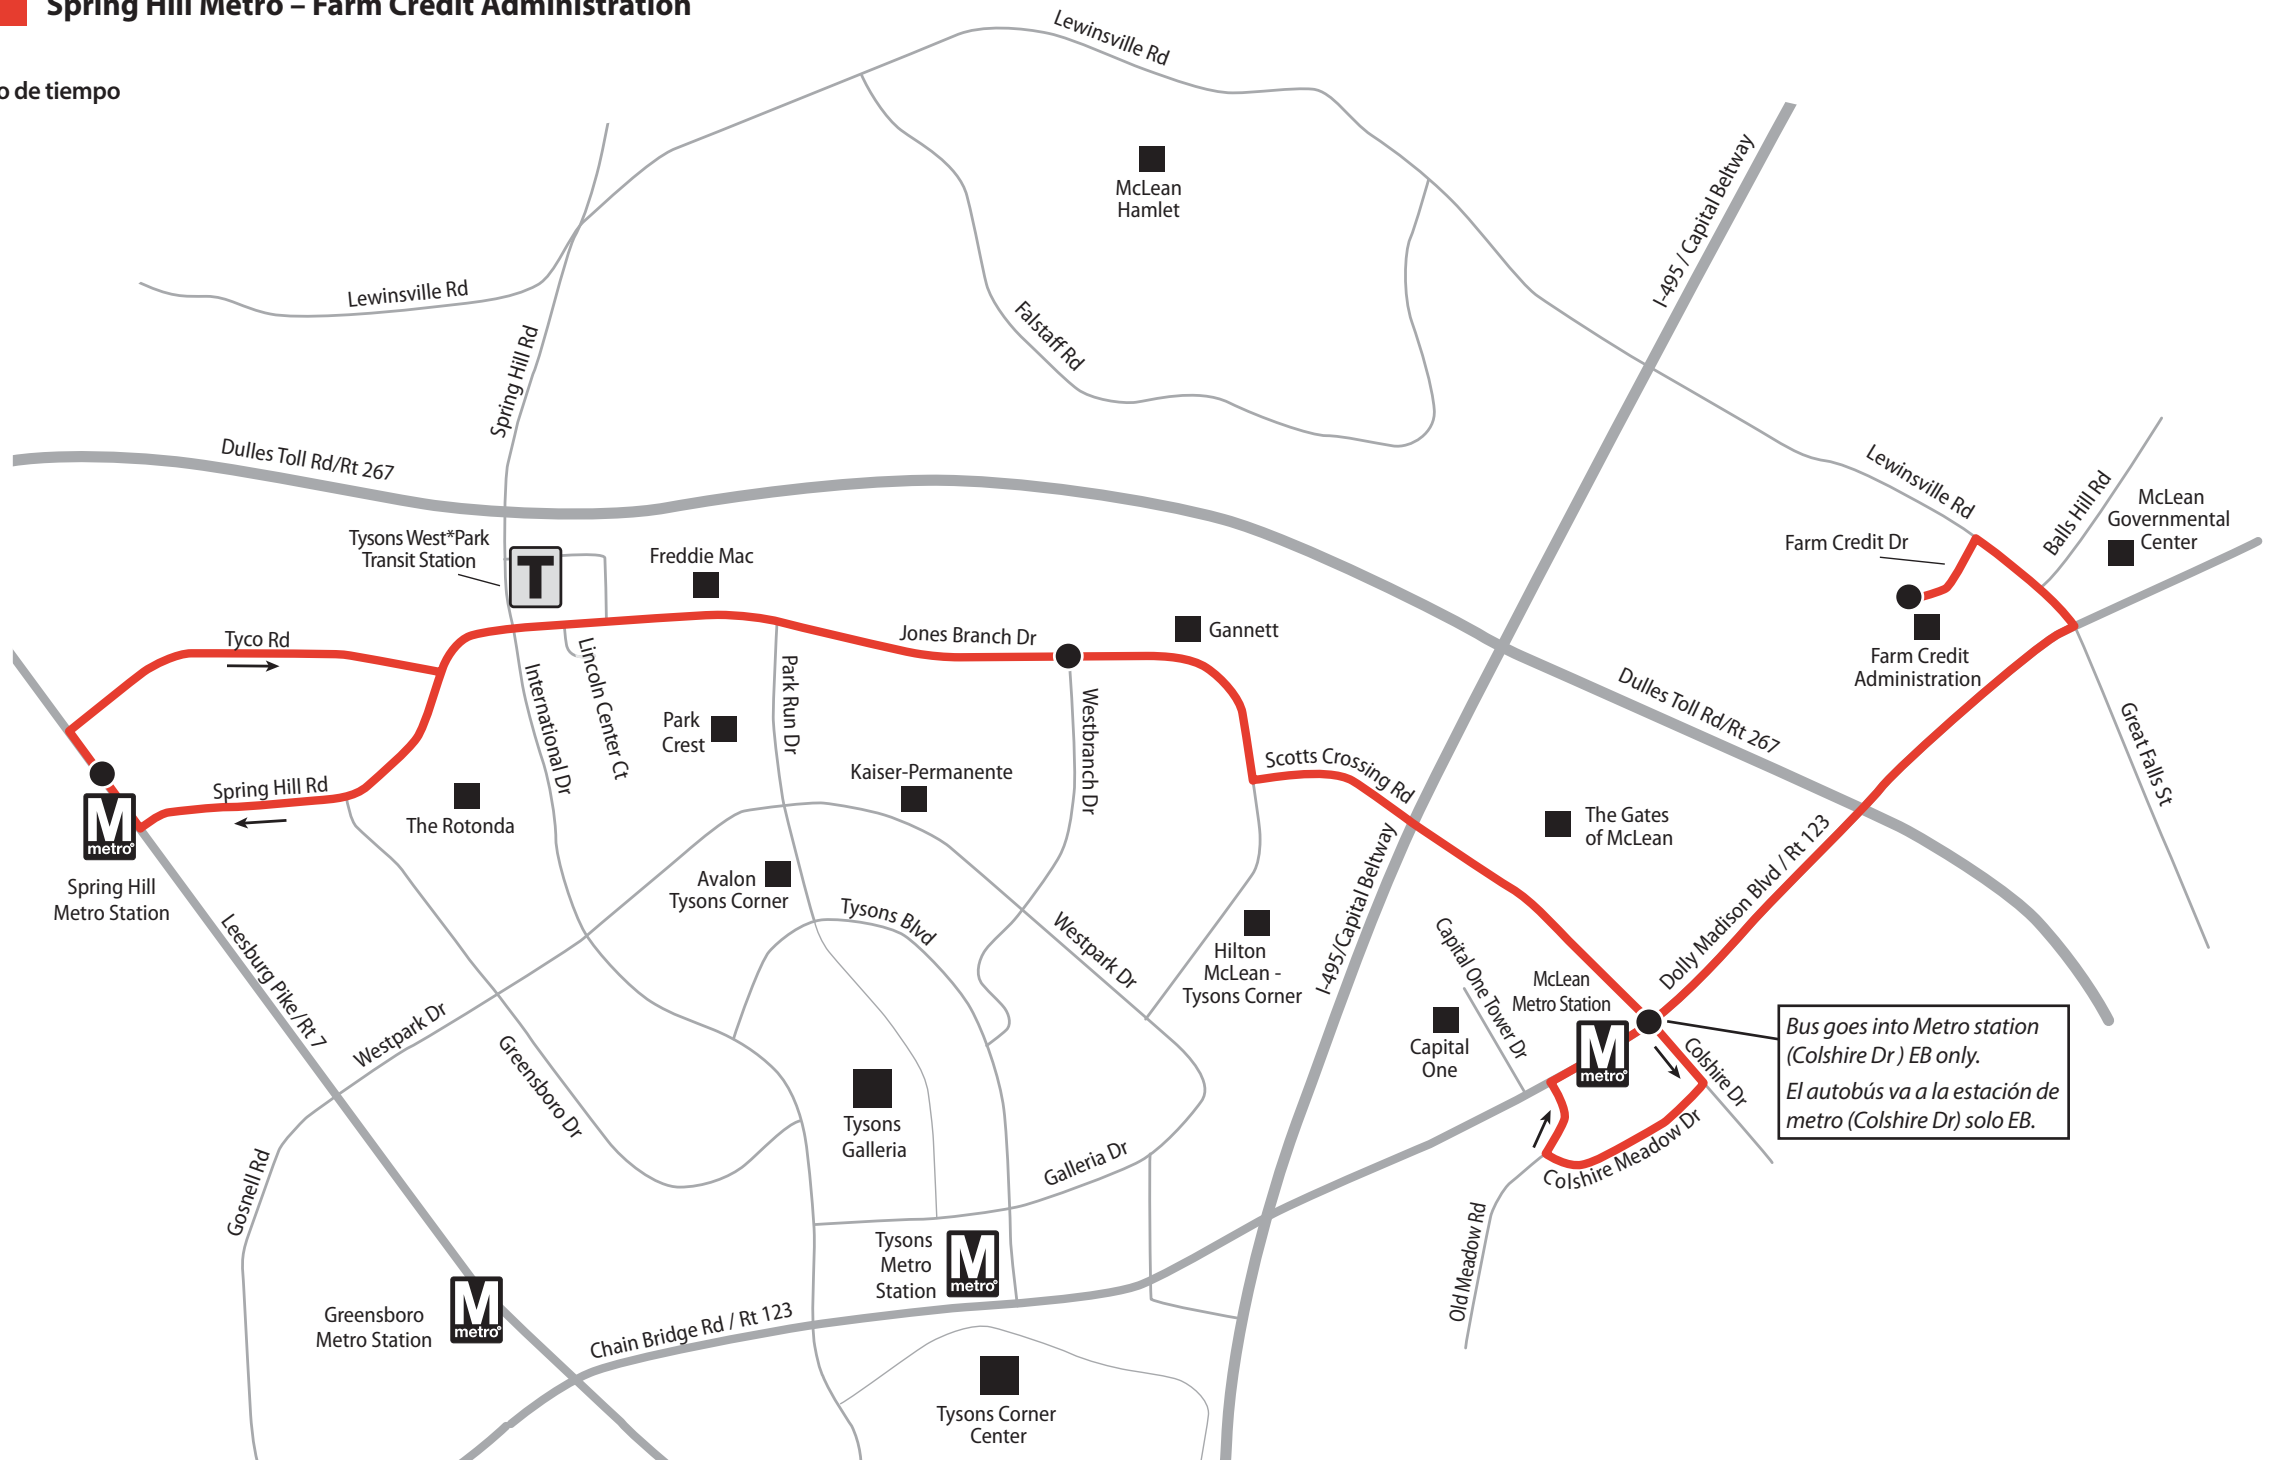 Spring Hill Metro – Farm Credit Administration
o de tiempo
Lewinsville Rd
McLean
Hamlet
I-495 / Capital Beltway
Lewinsville Rd
Spring Hill Rd
Falstaff Rd
Dulles Toll Rd/Rt 267
Lewinsville Rd
Balls Hill Rd
McLean
Governmental
Center
Tysons West*Park
Transit Station
T
Freddie Mac
Farm Credit Dr
Tyco Rd
Jones Branch Dr
Gannett
Farm Credit
Administration
International Dr
Lincoln Center Ct
Park
Crest
Park Run Dr
Westbranch Dr
Dulles Toll Rd/Rt 267
Great Falls St
Spring Hill Rd
The Rotonda
Kaiser-Permanente
Scotts Crossing Rd
The Gates
of McLean
M
metro
Spring Hill
Metro Station
Avalon
Tysons Corner
Tysons Blvd
Westpark Dr
Hilton
McLean -
Tysons Corner
I-495/Capital Beltway
Capital One Tower Dr
Dolly Madison Blvd / Rt 123
McLean
Metro Station
M
metro
Capital
One
Colshire Dr
Bus goes into Metro station
(Colshire Dr ) EB only.
El autobús va a la estación de
metro (Colshire Dr) solo EB.
Leesburg Pike/Rt 7
Westpark Dr
Greensboro Dr
Tysons
Galleria
Galleria Dr
Colshire Meadow Dr
Old Meadow Rd
Gosnell Rd
Tysons
Metro
Station
M
metro
Greensboro
Metro Station
M
metro
Chain Bridge Rd / Rt 123
Tysons Corner
Center